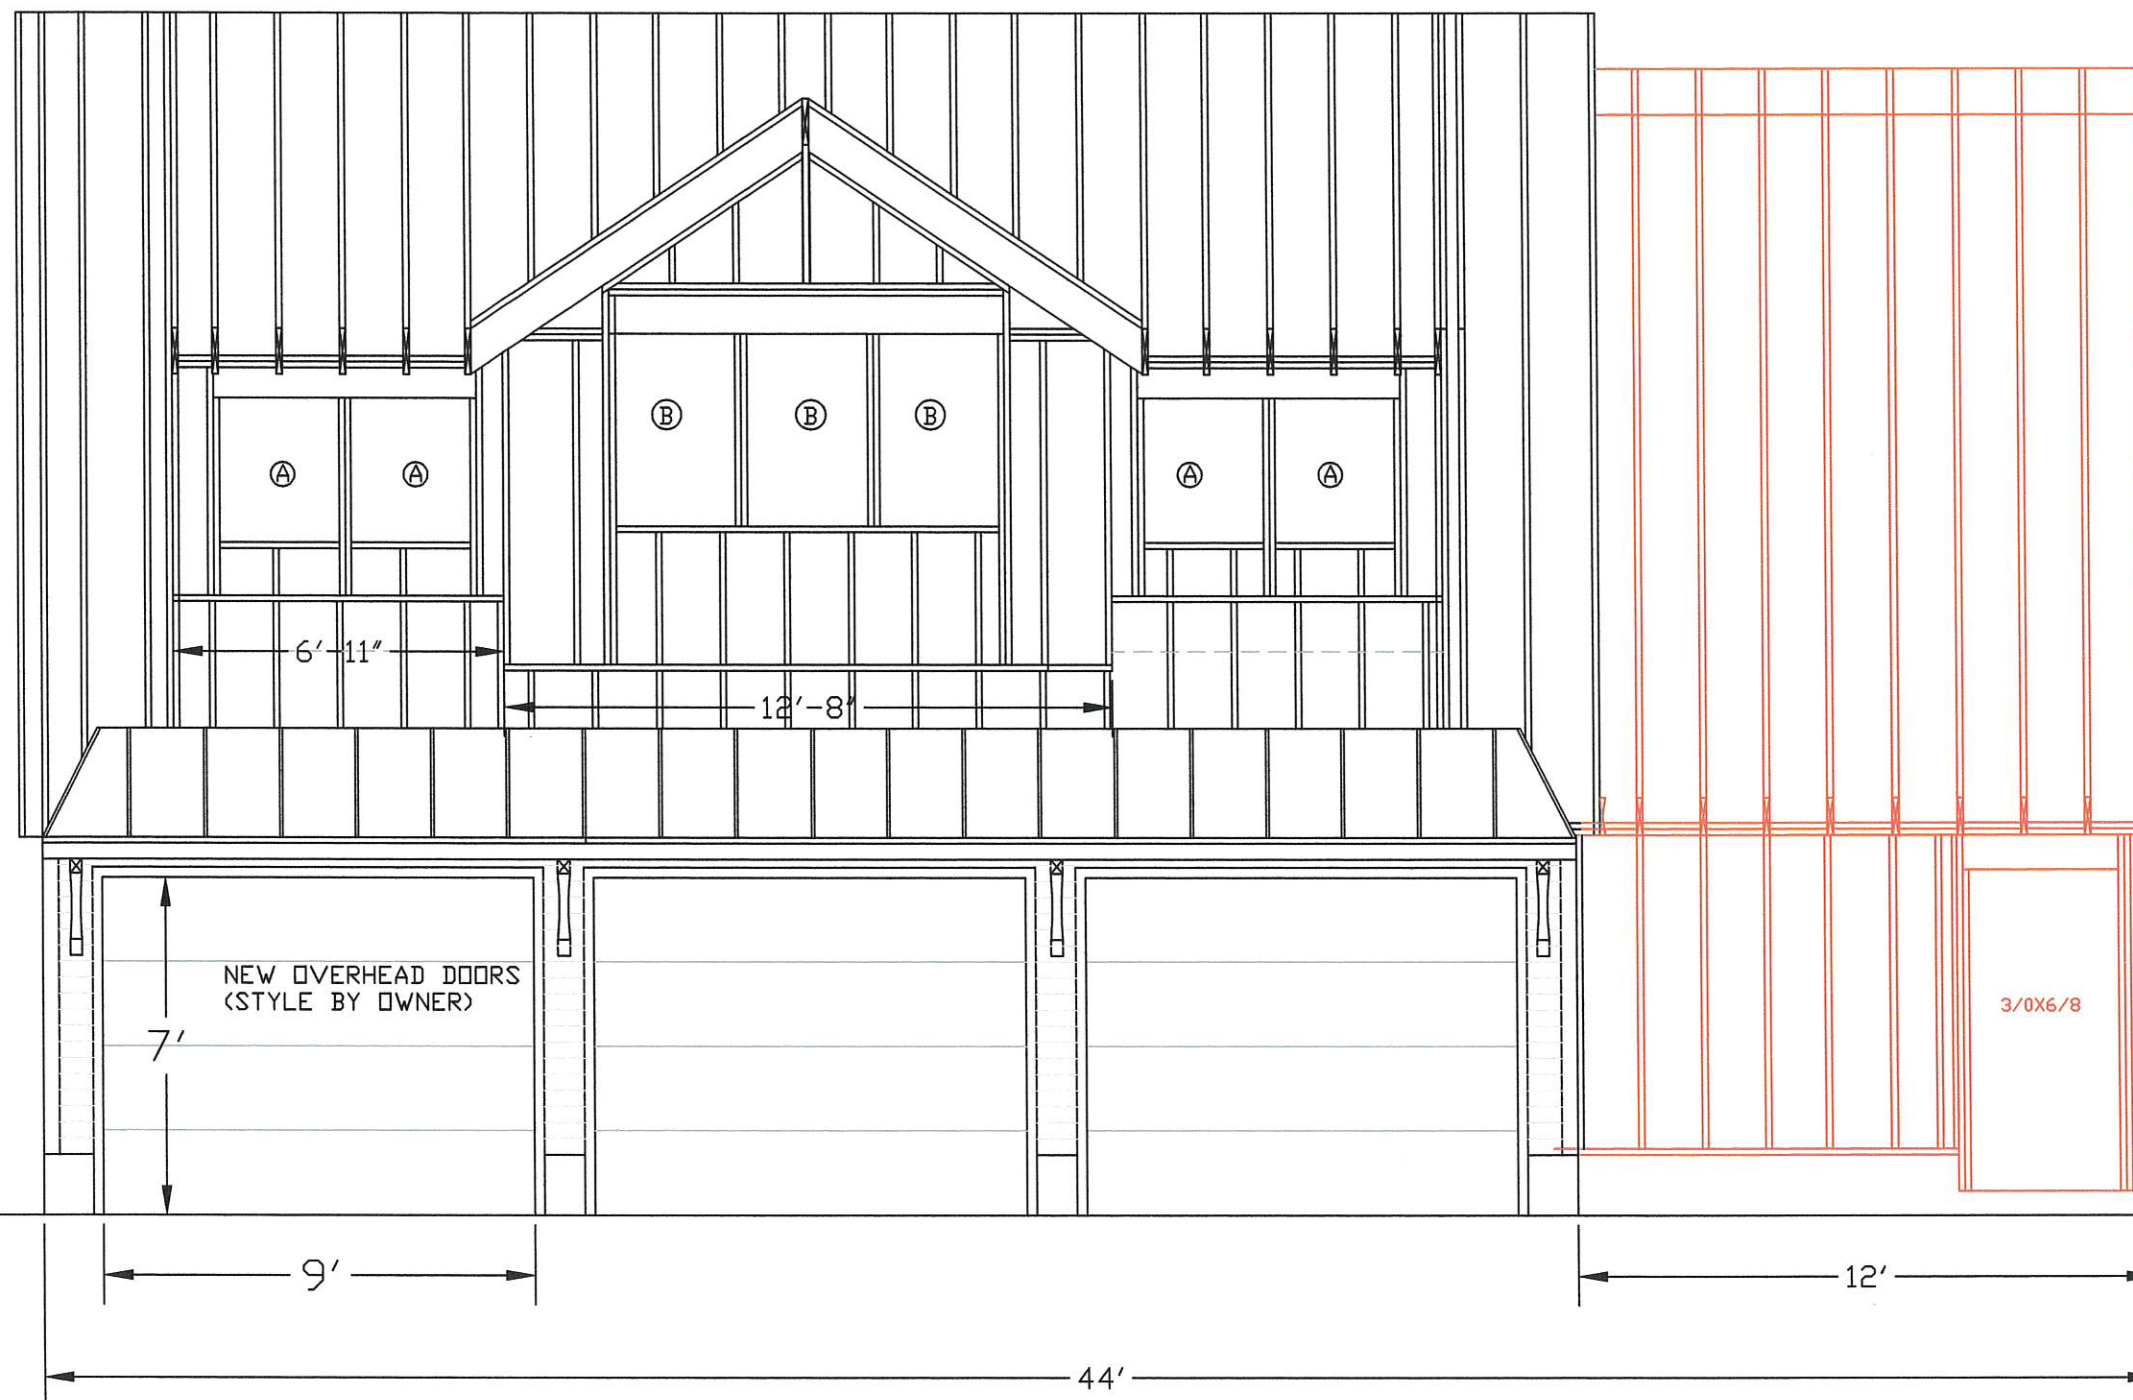 B B B
A A A A
6'-11"
12'-8"
NEW OVERHEAD DOORS
(STYLE BY OWNER)
7'
3/0X6/8
9'
12'
44'